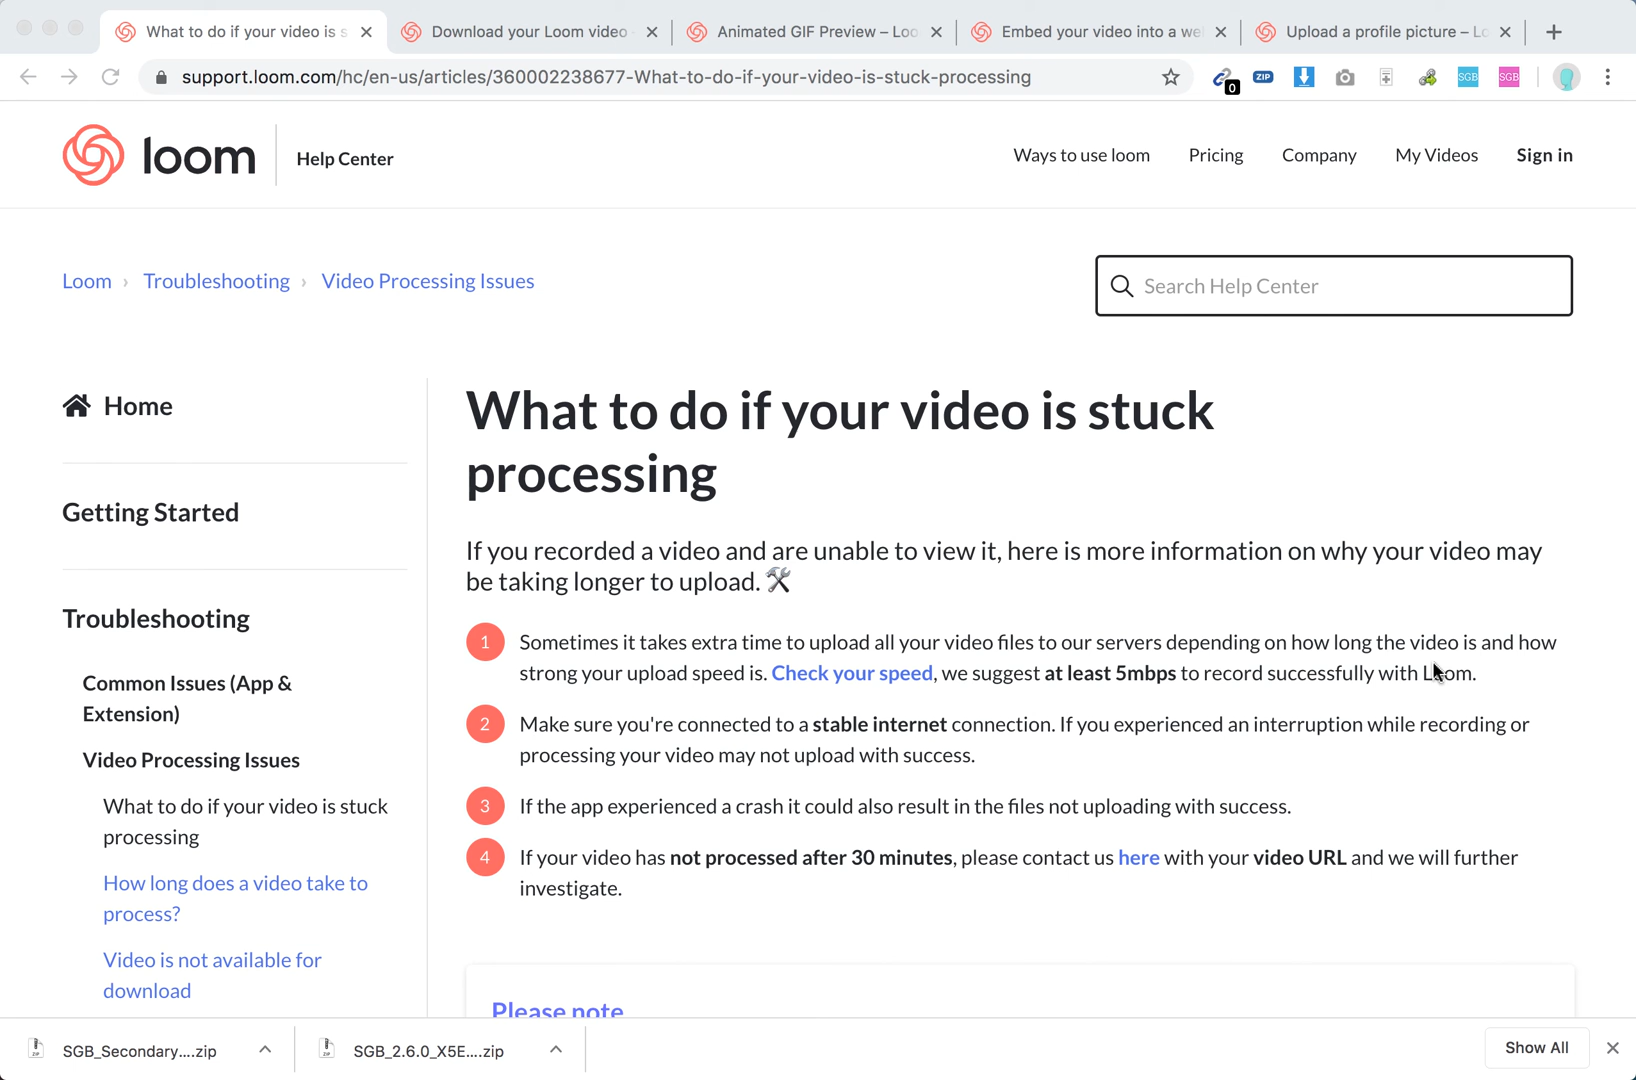 What to do if your video is s
Download your Loom video
Animated GIF Preview – Loo
Embed your video into a we
Upload a profile picture – Lo
support.loom.com/hc/en-us/articles/360002238677-What-to-do-if-your-video-is-stuck-processing
0
ZIP
SGB
SGB
loom
Help Center
Ways to use loom
Pricing
Company
My Videos
Sign in
Loom › Troubleshooting › Video Processing Issues
Search Help Center
Home
Getting Started
Troubleshooting
Common Issues (App &
Extension)
Video Processing Issues
What to do if your video is stuck
processing
How long does a video take to
process?
Video is not available for
download
What to do if your video is stuck
processing
If you recorded a video and are unable to view it, here is more information on why your video may
be taking longer to upload. 🛠
1 Sometimes it takes extra time to upload all your video files to our servers depending on how long the video is and how
strong your upload speed is. Check your speed, we suggest at least 5mbps to record successfully with Loom.
2 Make sure you're connected to a stable internet connection. If you experienced an interruption while recording or
processing your video may not upload with success.
3 If the app experienced a crash it could also result in the files not uploading with success.
4 If your video has not processed after 30 minutes, please contact us here with your video URL and we will further
investigate.
Please note
SGB_Secondary....zip
SGB_2.6.0_X5E....zip
Show All